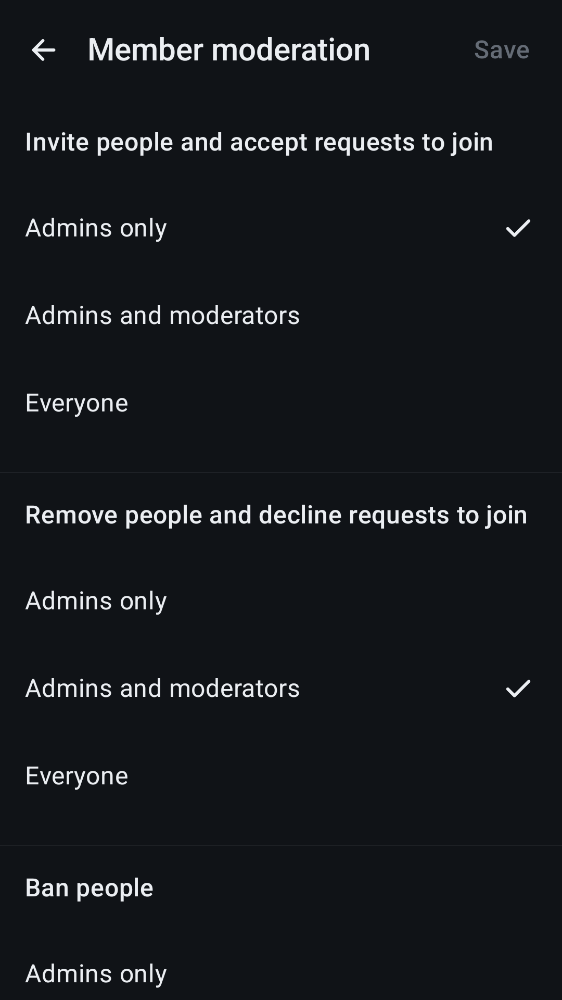 Member moderation
Save
Invite people and accept requests to join
Admins only
Admins and moderators
Everyone
Remove people and decline requests to join
Admins only
Admins and moderators
Everyone
Ban people
Admins only